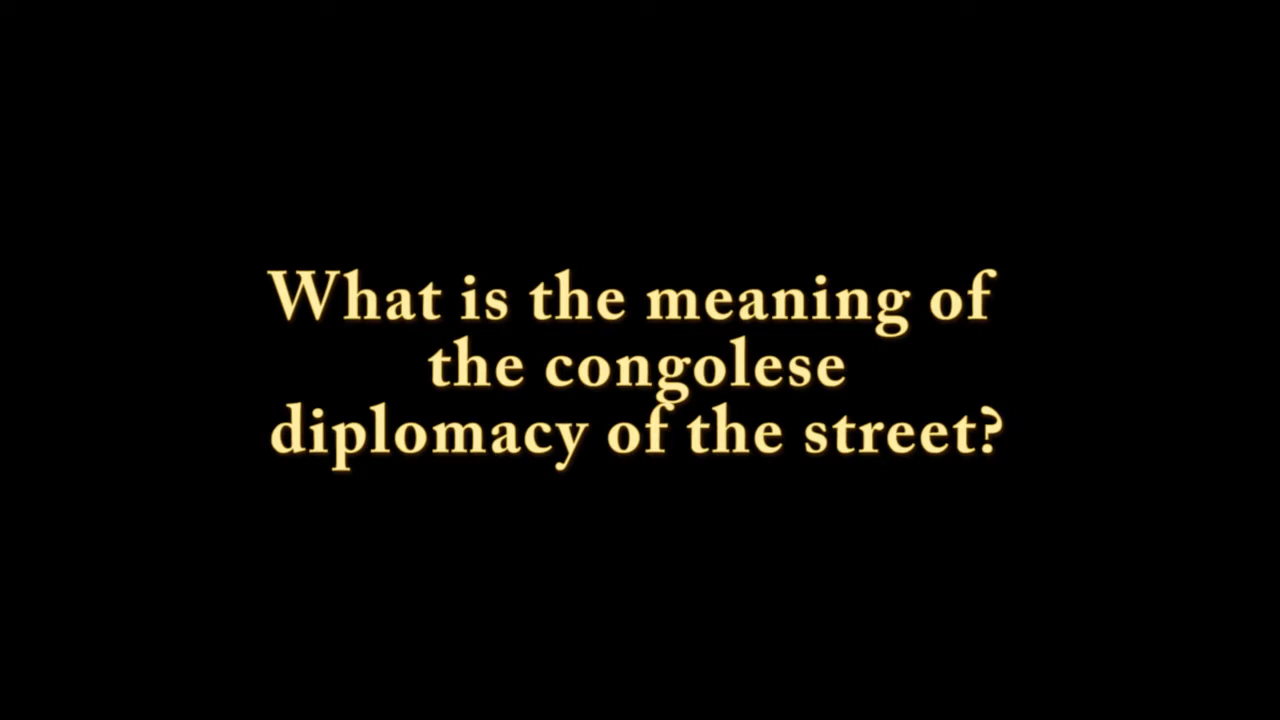 What is the meaning of
the congolese
diplomacy of the street?